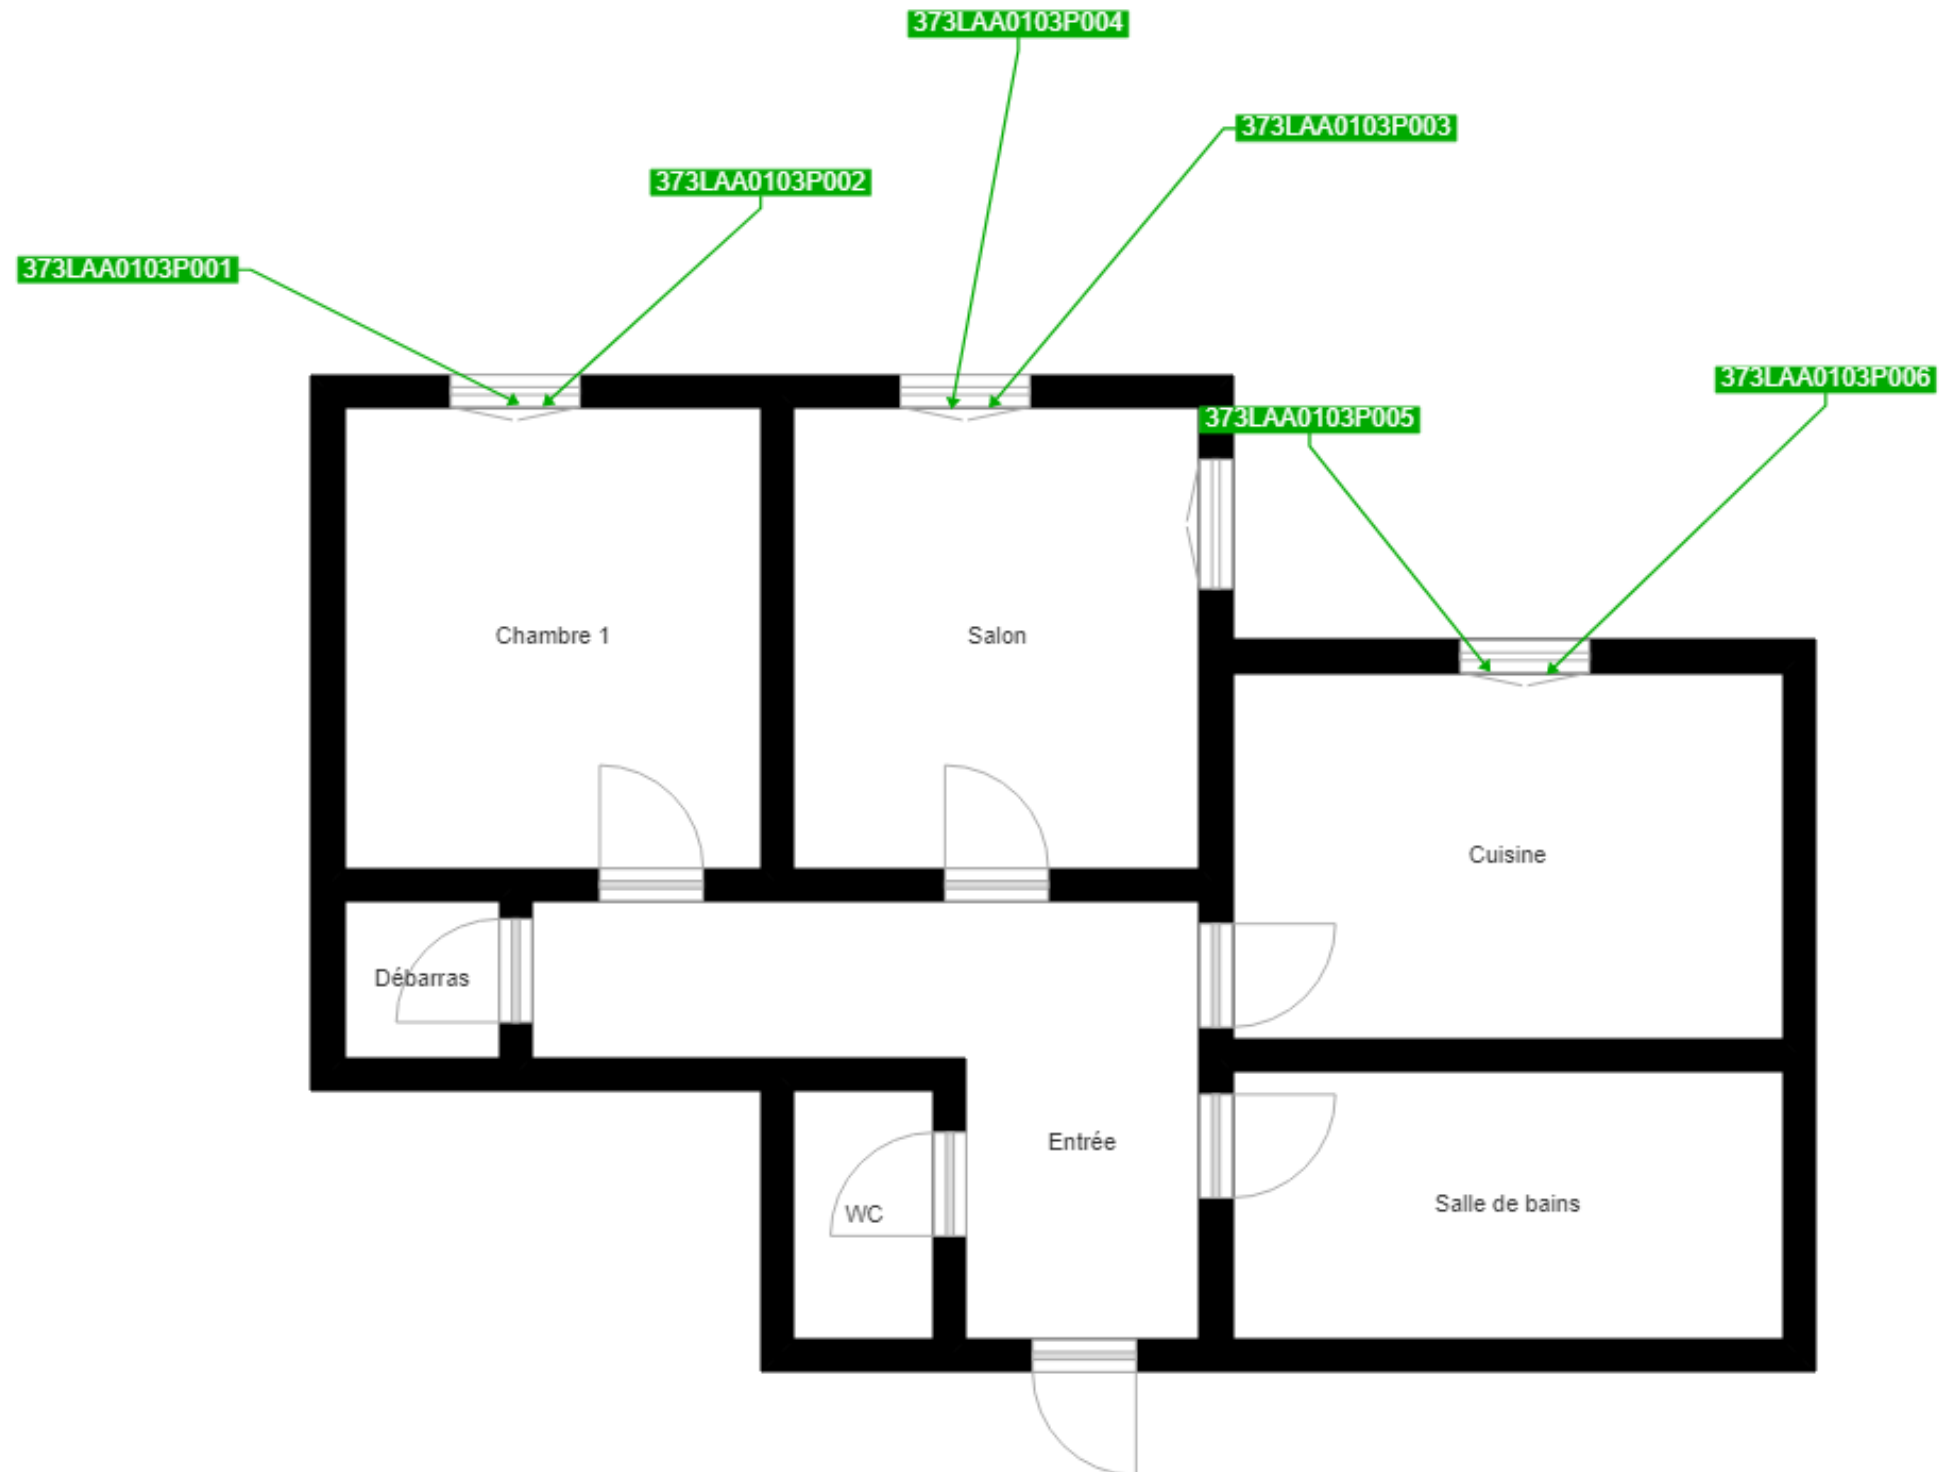 373LAA0103P004
373LAA0103P003
373LAA0103P002
373LAA0103P001
373LAA0103P006
373LAA0103P005
Chambre 1
Salon
Cuisine
Débarras
Entrée
Salle de bains
WC